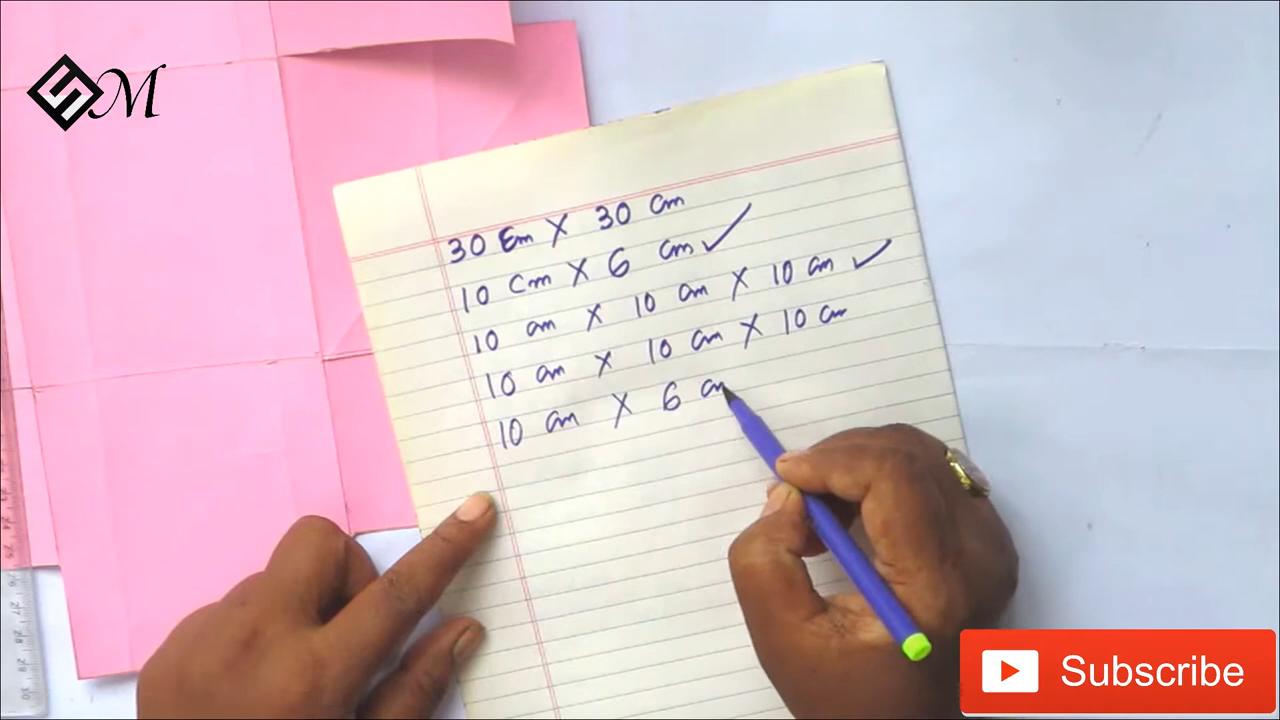 M
30 Cm X 30 cm
10 Cm X 6 cm ✓
10 cm X 10 cm X 10 cm ✓
10 cm X 10 cm X 10 cm
10 cm X 6 cm
Subscribe